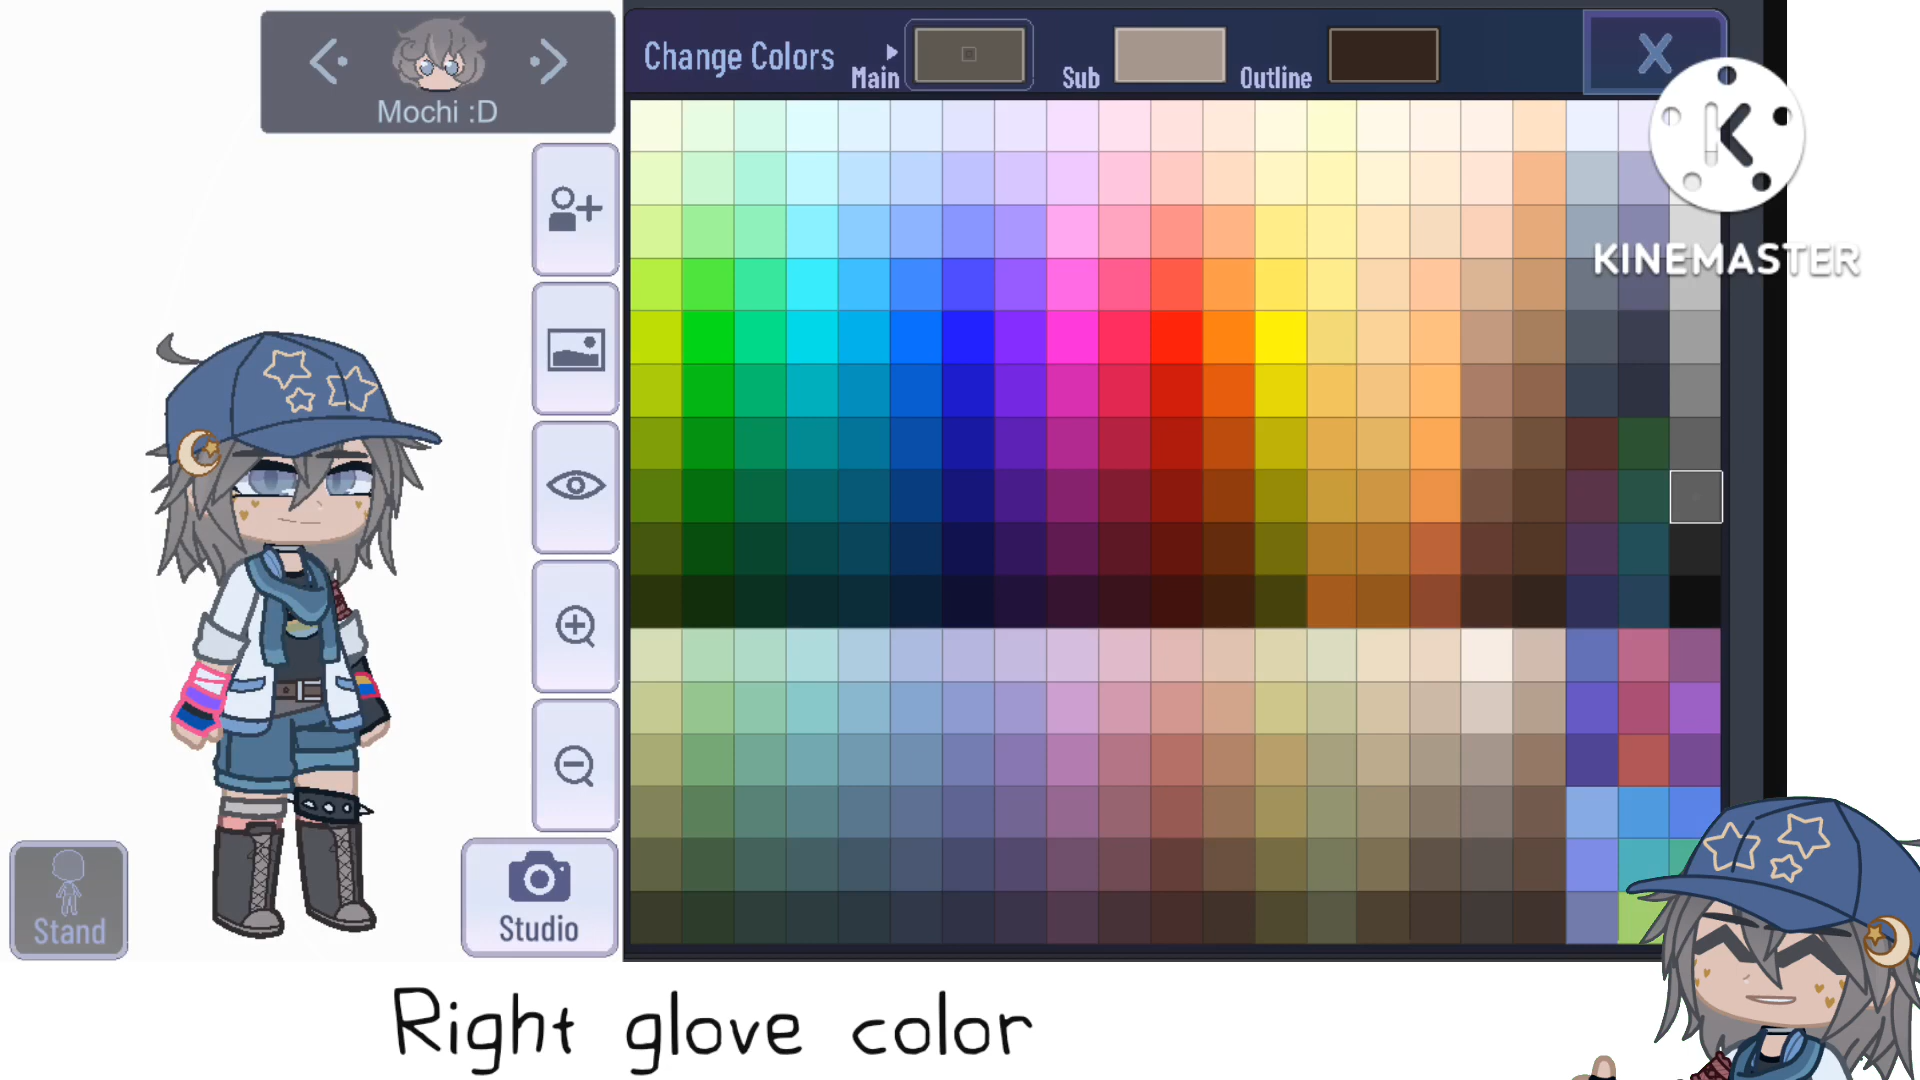 Mochi :D
Change Colors
Main
Sub
Outline
X
K
KINEMASTER
Stand
Studio
Right glove color